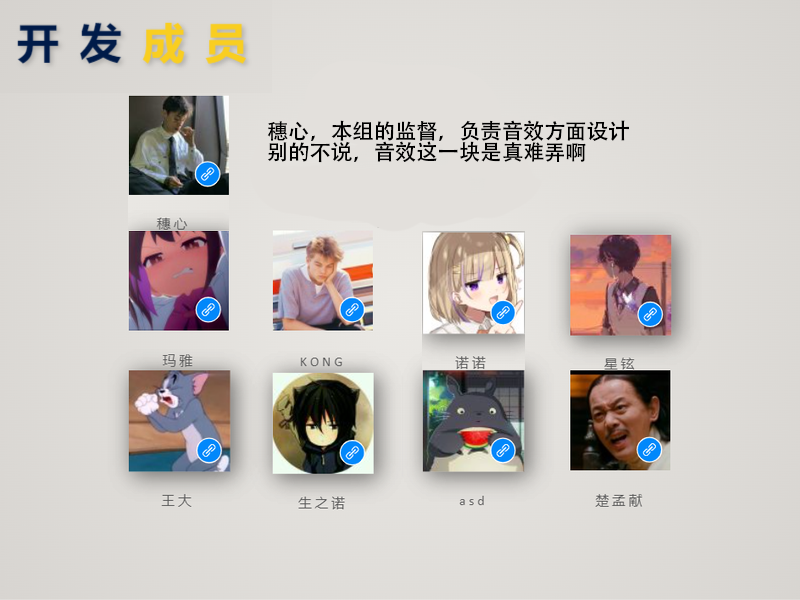 开发成员
穗心，本组的监督，负责音效方面设计
别的不说，音效这一块是真难弄啊
穗心
玛雅
KONG
诺诺
星铉
王大
生之诺
asd
楚孟献